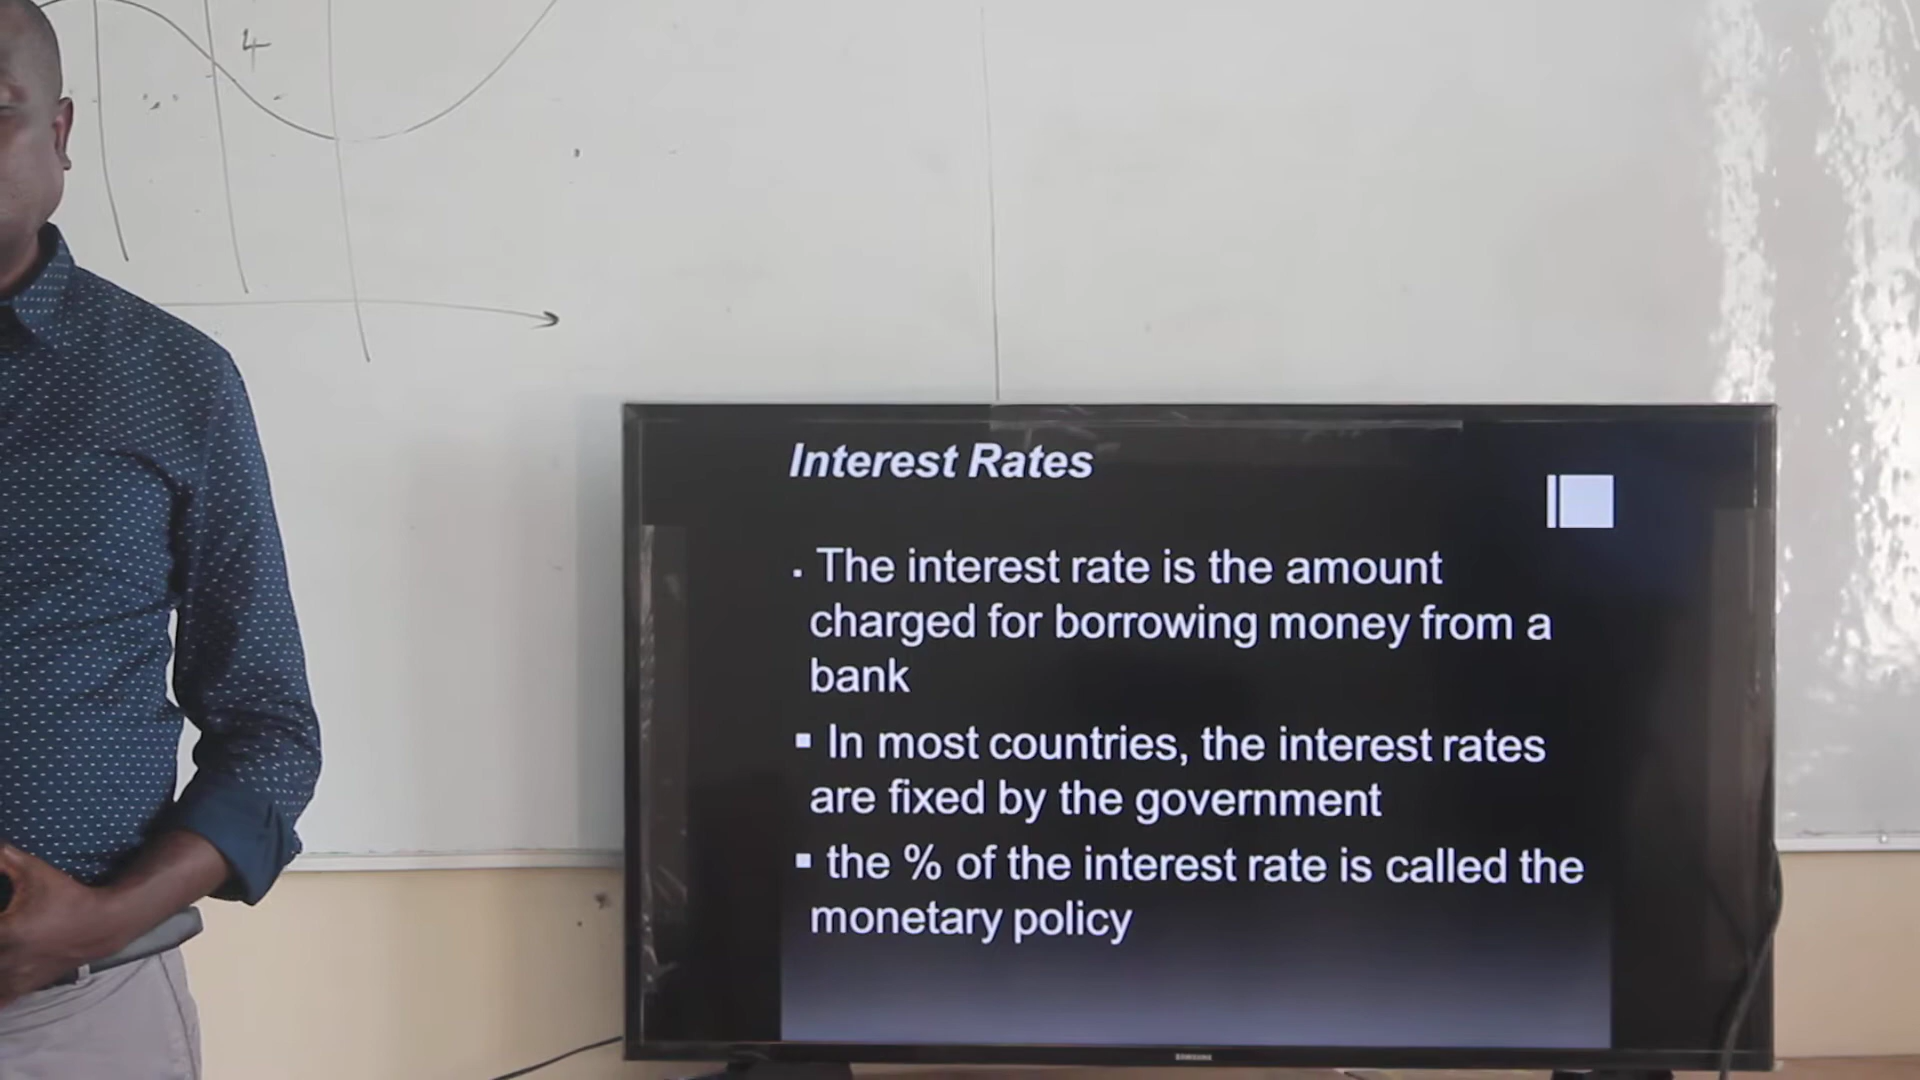 4
Interest Rates
▪ The interest rate is the amount
charged for borrowing money from a
bank
▪ In most countries, the interest rates
are fixed by the government
▪ the % of the interest rate is called the
monetary policy
SAMSUNG